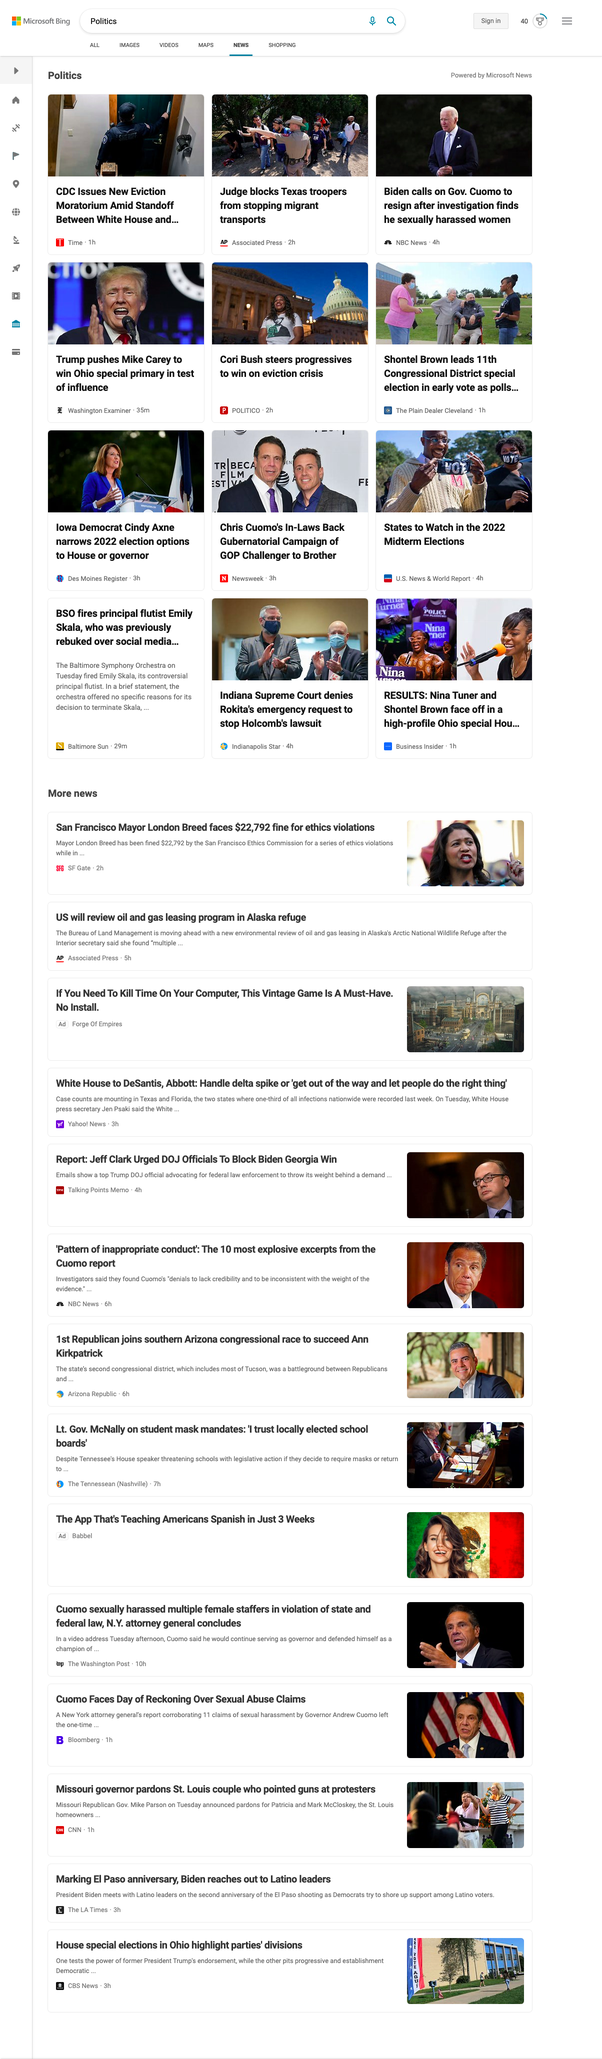 Microsoft Bing
Politics
Sign in
40
ALL
IMAGES
VIDEOS
MAPS
NEWS
SHOPPING
Politics
Powered by Microsoft News
CDC Issues New Eviction
Moratorium Amid Standoff
Between White House and...
Time · 1h
Judge blocks Texas troopers
from stopping migrant
transports
AP Associated Press · 2h
Biden calls on Gov. Cuomo to
resign after investigation finds
he sexually harassed women
NBC News · 4h
Trump pushes Mike Carey to
win Ohio special primary in test
of influence
Washington Examiner · 35m
Cori Bush steers progressives
to win on eviction crisis
POLITICO · 2h
Shontel Brown leads 11th
Congressional District special
election in early vote as polls...
The Plain Dealer Cleveland · 1h
TRIBECA
FILM
Iowa Democrat Cindy Axne
narrows 2022 election options
to House or governor
Des Moines Register · 3h
Chris Cuomo's In-Laws Back
Gubernatorial Campaign of
GOP Challenger to Brother
Newsweek · 3h
VOTE
States to Watch in the 2022
Midterm Elections
U.S. News & World Report · 4h
BSO fires principal flutist Emily
Skala, who was previously
rebuked over social media...
The Baltimore Symphony Orchestra on
Tuesday fired Emily Skala, its controversial
principal flutist. In a brief statement, the
orchestra offered no specific reasons for its
decision to terminate Skala, ...
Baltimore Sun · 29m
Indiana Supreme Court denies
Rokita's emergency request to
stop Holcomb's lawsuit
Indianapolis Star · 4h
Nina
Turner
RESULTS: Nina Tuner and
Shontel Brown face off in a
high-profile Ohio special Hou...
Business Insider · 1h
More news
San Francisco Mayor London Breed faces $22,792 fine for ethics violations
Mayor London Breed has been fined $22,792 by the San Francisco Ethics Commission for a series of ethics violations
while in ...
SF Gate · 2h
US will review oil and gas leasing program in Alaska refuge
The Bureau of Land Management is moving ahead with a new environmental review of oil and gas leasing in Alaska's Arctic National Wildlife Refuge after the
Interior secretary said she found "multiple ...
AP Associated Press · 5h
If You Need To Kill Time On Your Computer, This Vintage Game Is A Must-Have.
No Install.
Ad Forge Of Empires
White House to DeSantis, Abbott: Handle delta spike or 'get out of the way and let people do the right thing'
Case counts are mounting in Texas and Florida, the two states where one-third of all infections nationwide were recorded last week. On Tuesday, White House
press secretary Jen Psaki said the White ...
Yahoo! News · 3h
Report: Jeff Clark Urged DOJ Officials To Block Biden Georgia Win
Emails show a top Trump DOJ official advocating for federal law enforcement to throw its weight behind a demand ...
Talking Points Memo · 4h
'Pattern of inappropriate conduct': The 10 most explosive excerpts from the
Cuomo report
Investigators said they found Cuomo's "denials to lack credibility and to be inconsistent with the weight of the
evidence." ...
NBC News · 6h
1st Republican joins southern Arizona congressional race to succeed Ann
Kirkpatrick
The state's second congressional district, which includes most of Tucson, was a battleground between Republicans
and ...
Arizona Republic · 6h
Lt. Gov. McNally on student mask mandates: 'I trust locally elected school
boards'
Despite Tennessee's House speaker threatening schools with legislative action if they decide to require masks or return
to ...
The Tennessean (Nashville) · 7h
The App That's Teaching Americans Spanish in Just 3 Weeks
Ad Babbel
Cuomo sexually harassed multiple female staffers in violation of state and
federal law, N.Y. attorney general concludes
In a video address Tuesday afternoon, Cuomo said he would continue serving as governor and defended himself as a
champion of ...
wp The Washington Post · 10h
Cuomo Faces Day of Reckoning Over Sexual Abuse Claims
A New York attorney general's report corroborating 11 claims of sexual harassment by Governor Andrew Cuomo left
the one-time ...
B Bloomberg · 1h
Missouri governor pardons St. Louis couple who pointed guns at protesters
Missouri Republican Gov. Mike Parson on Tuesday announced pardons for Patricia and Mark McCloskey, the St. Louis
homeowners ...
CNN · 1h
Marking El Paso anniversary, Biden reaches out to Latino leaders
President Biden meets with Latino leaders on the second anniversary of the El Paso shooting as Democrats try to shore up support among Latino voters.
The LA Times · 3h
House special elections in Ohio highlight parties' divisions
One tests the power of former President Trump's endorsement, while the other pits progressive and establishment
Democratic ...
CBS News · 3h